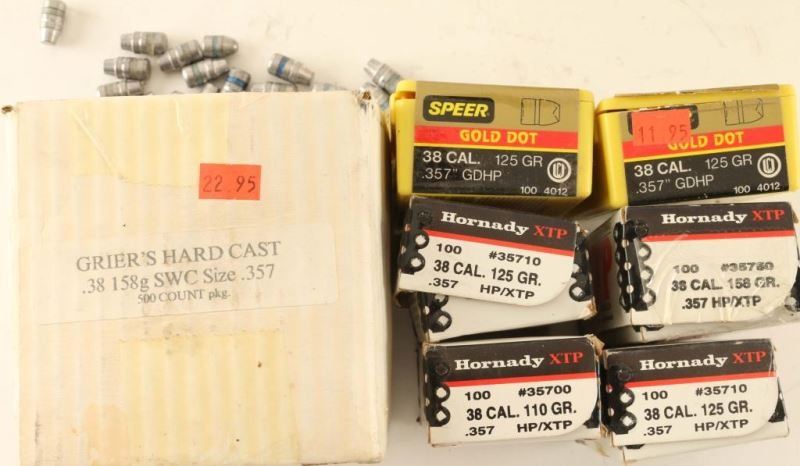 22.95
GRIER'S HARD CAST
.38 158g SWC Size .357
500 COUNT pkg.
SPEER
GOLD DOT
38 CAL. 125 GR
.357" GDHP
100 4012
11.95
GOLD DOT
38 CAL. 125 GR
.357" GDHP
100 4012
Hornady XTP
100 #35710
38 CAL. 125 GR.
.357 HP/XTP
Hornady XTP
100 #35750
38 CAL. 158 GR.
.357 HP/XTP
Hornady XTP
100 #35700
38 CAL. 110 GR.
.357 HP/XTP
Hornady XTP
100 #35710
38 CAL. 125 GR.
.357 HP/XTP